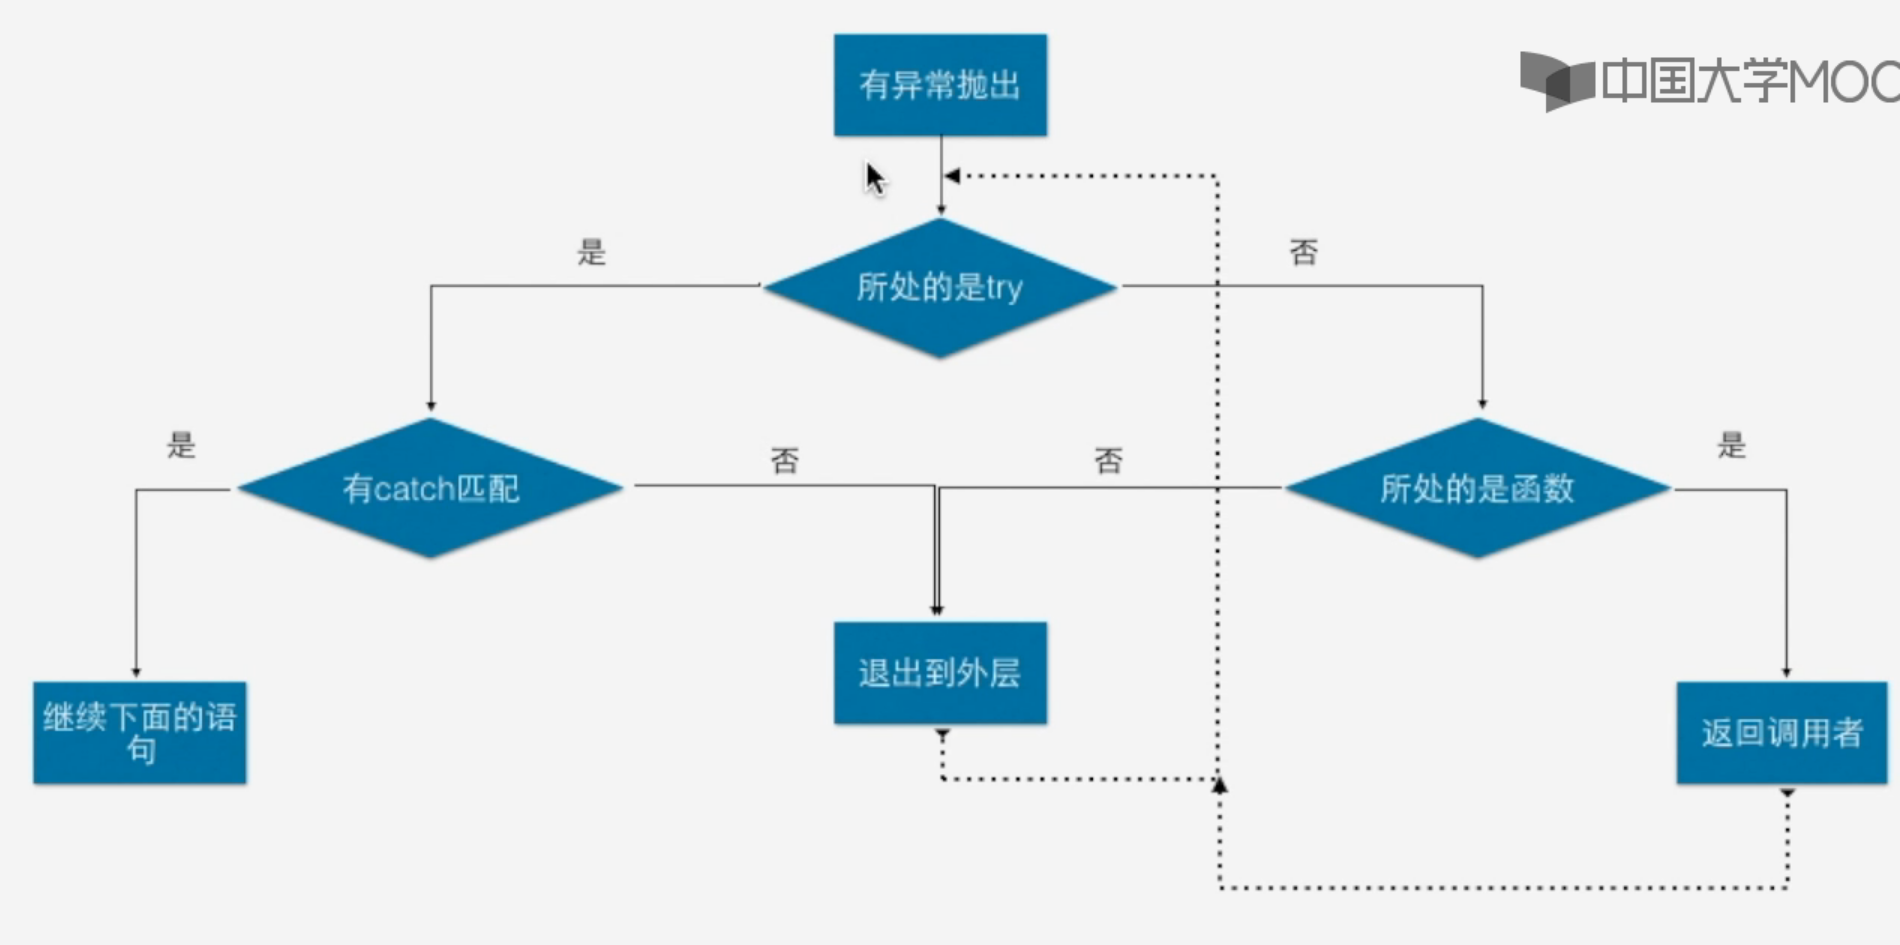 有异常抛出
中国大学MOO
是
所处的是try
否
是
有catch匹配
否
否
所处的是函数
是
退出到外层
继续下面的语
句
返回调用者